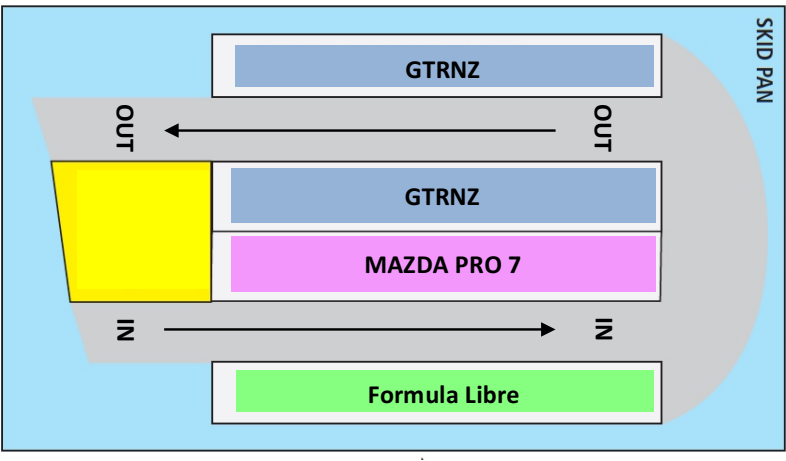 SKID PAN
GTRNZ
OUT
OUT
GTRNZ
MAZDA PRO 7
IN
IN
Formula Libre